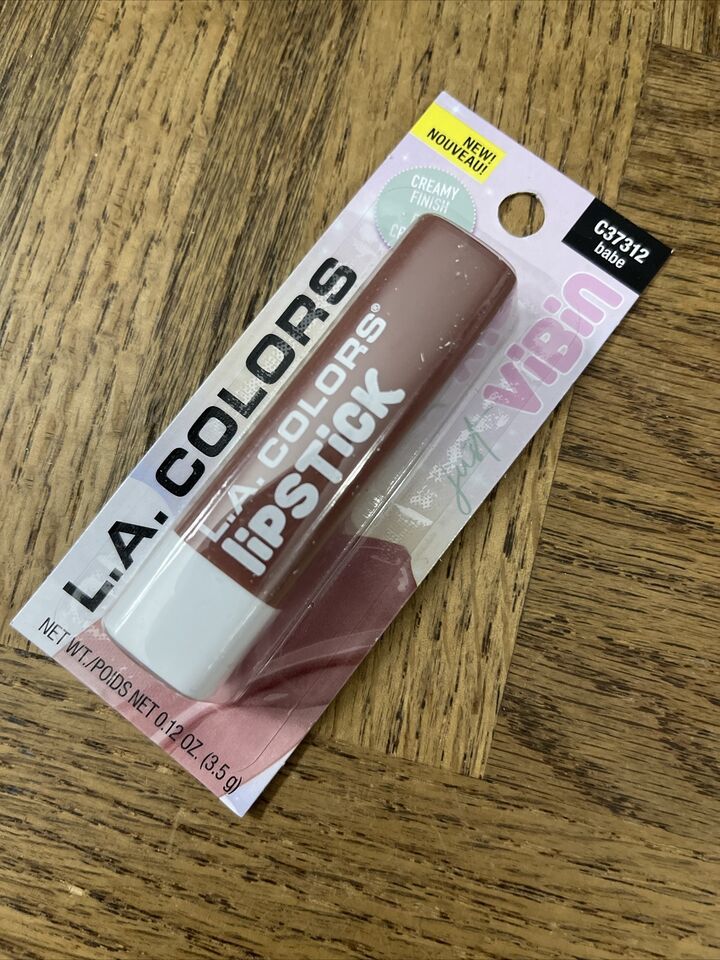 NEW!
NOUVEAU!
CREAMY
FINISH
C37312
babe
L.A. COLORS
L.A. COLORS®
lipstick
just
ViBin
NET WT./POIDS NET 0.12 OZ. (3.5 g)